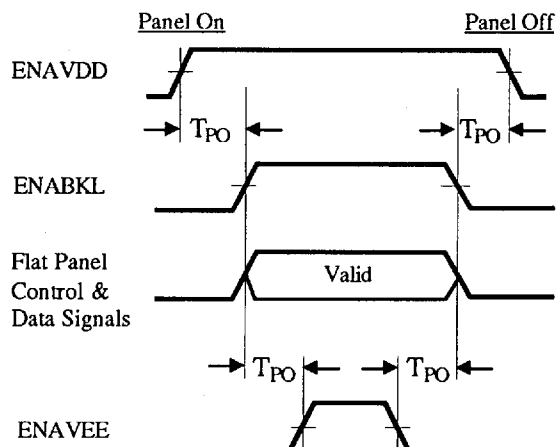 Panel On
Panel Off
ENAVDD
TPO
TPO
ENABKL
Flat Panel
Control &
Data Signals
Valid
TPO
TPO
ENAVEE